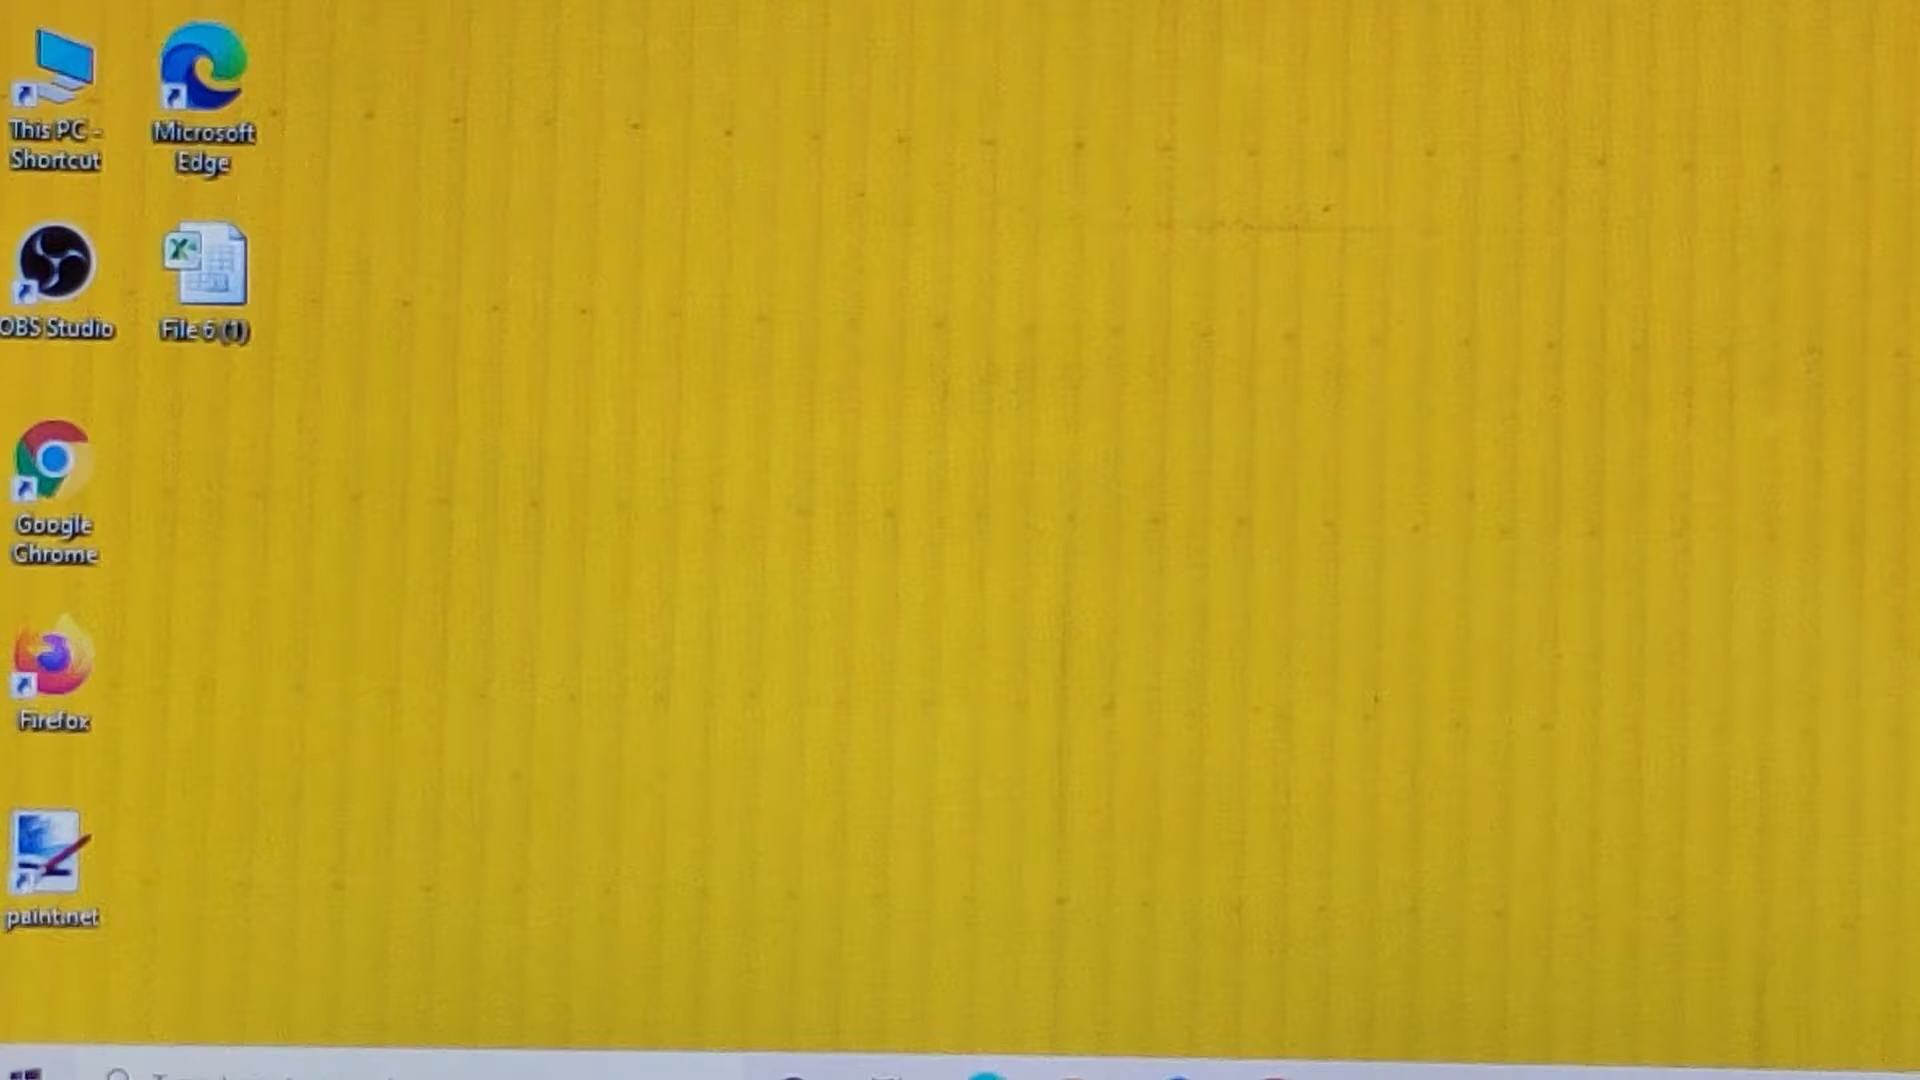 This PC -
Shortcut
Microsoft
Edge
OBS Studio
File 6 (1)
Google
Chrome
Firefox
paint.net